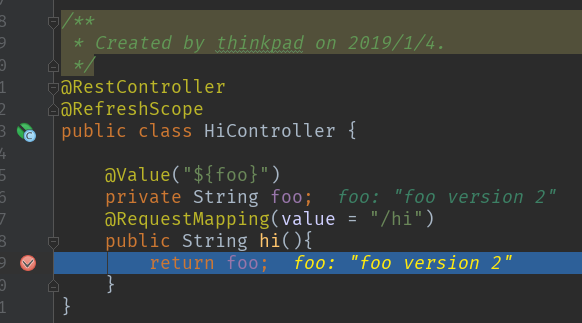 /**
 * Created by thinkpad on 2019/1/4.
 */
@RestController
@RefreshScope
public class HiController {
    @Value("${foo}")
    private String foo;  foo: "foo version 2"
    @RequestMapping(value = "/hi")
    public String hi(){
        return foo;  foo: "foo version 2"
    }
}